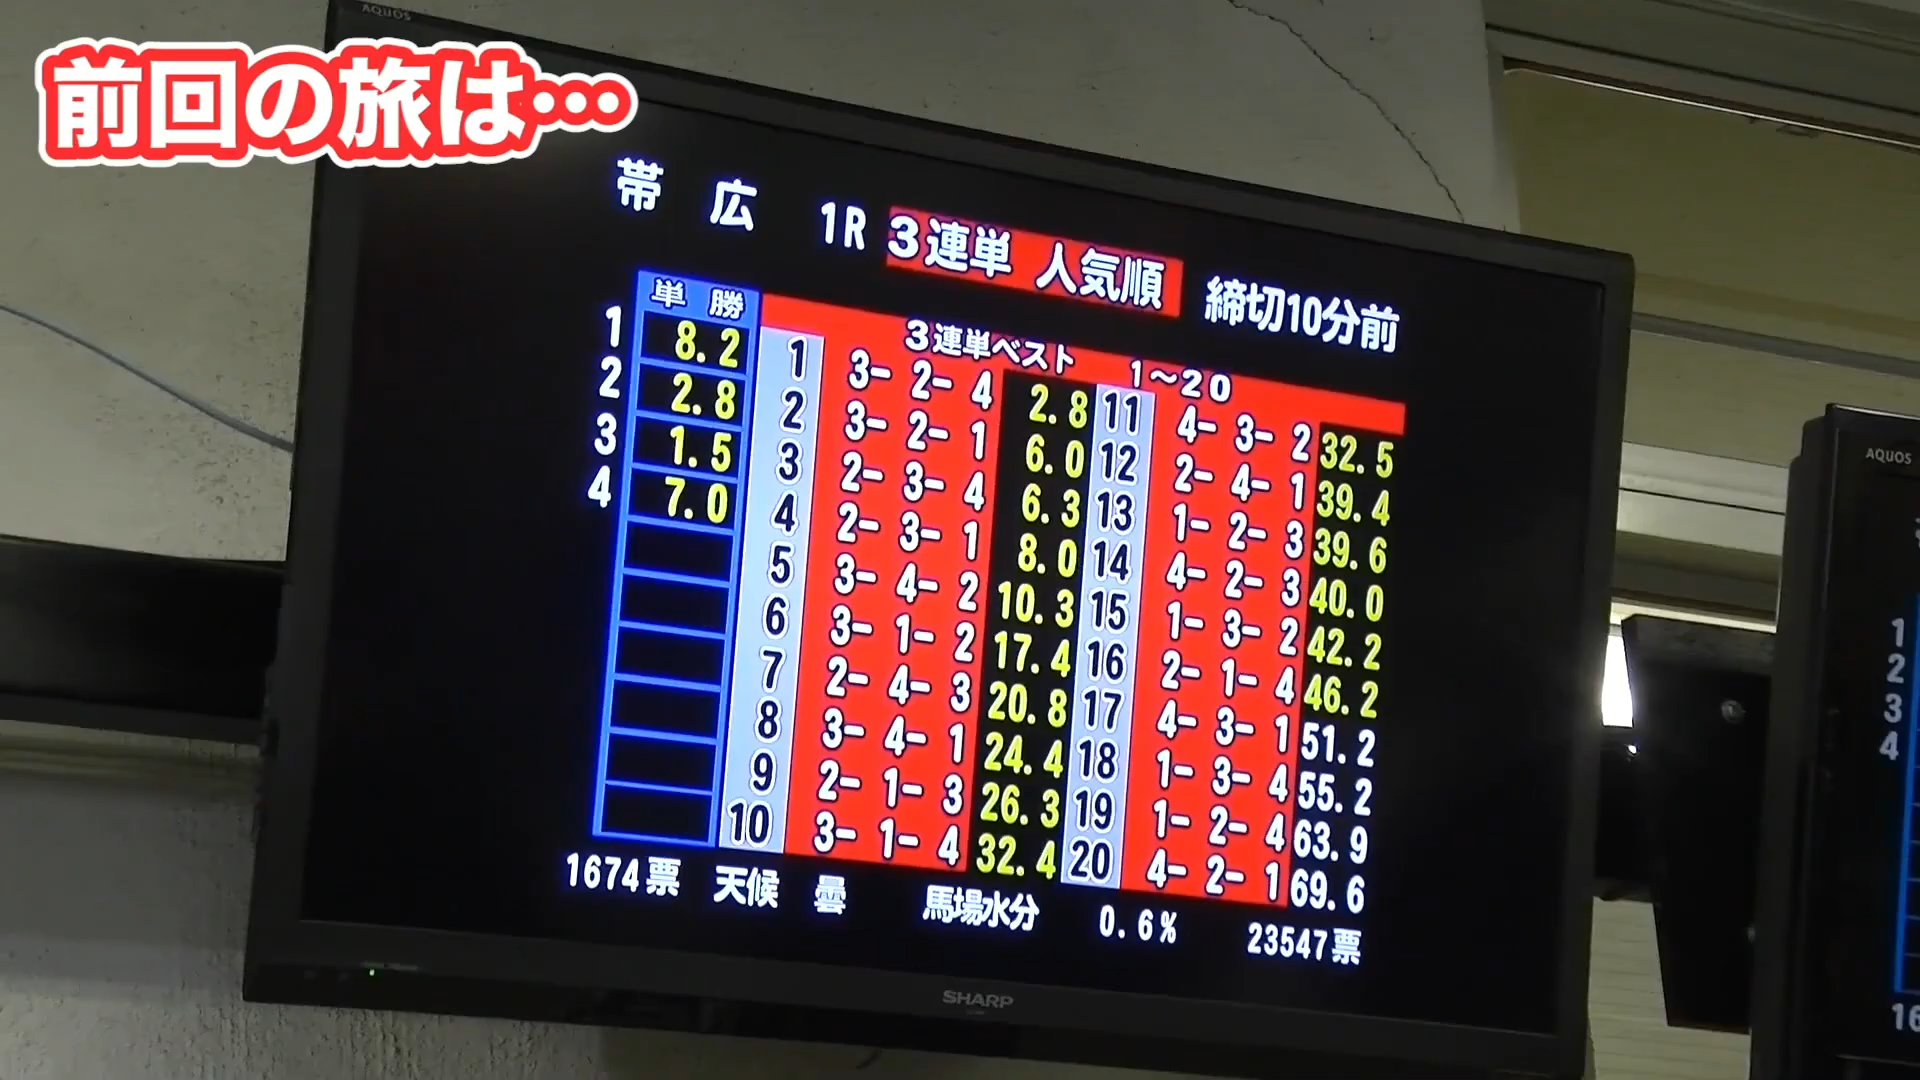 AQUOS
前回の旅は…
帯 広 1R 3連単 人気順 締切10分前
単 勝 3連単ベスト 1～20
1 8.2 1 3- 2- 4 2.8 11 4- 3- 2 32.5
2 2.8 2 3- 2- 1 6.0 12 2- 4- 1 39.4
3 1.5 3 2- 3- 4 6.3 13 1- 2- 3 39.6
4 7.0 4 2- 3- 1 8.0 14 4- 2- 3 40.0
5 3- 4- 2 10.3 15 1- 3- 2 42.2
6 3- 1- 2 17.4 16 2- 1- 4 46.2
7 2- 4- 3 20.8 17 4- 3- 1 51.2
8 3- 4- 1 24.4 18 1- 3- 4 55.2
9 2- 1- 3 26.3 19 1- 2- 4 63.9
10 3- 1- 4 32.4 20 4- 2- 1 69.6
1674票 天候 曇 馬場水分 0.6% 23547票
SHARP
AQUOS
1
2
3
4
16